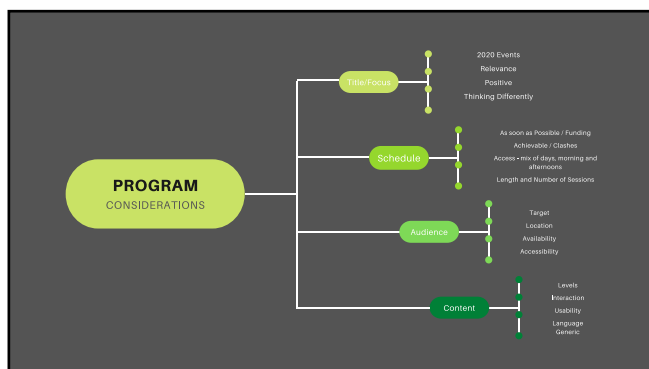 PROGRAM
CONSIDERATIONS
Title/Focus
2020 Events
Relevance
Positive
Thinking Differently
Schedule
As soon as Possible / Funding
Achievable / Clashes
Access - mix of days, morning and
afternoons
Length and Number of Sessions
Audience
Target
Location
Availability
Accessibility
Content
Levels
Interaction
Usability
Language
Generic